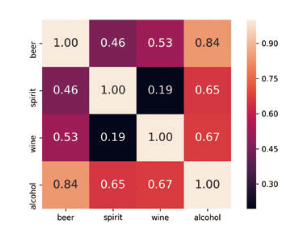 beer 1.00 0.46 0.53 0.84 0.90
spirit 0.46 1.00 0.19 0.65 0.75
0.60
wine 0.53 0.19 1.00 0.67 0.45
alcohol 0.84 0.65 0.67 1.00 0.30
beer spirit wine alcohol